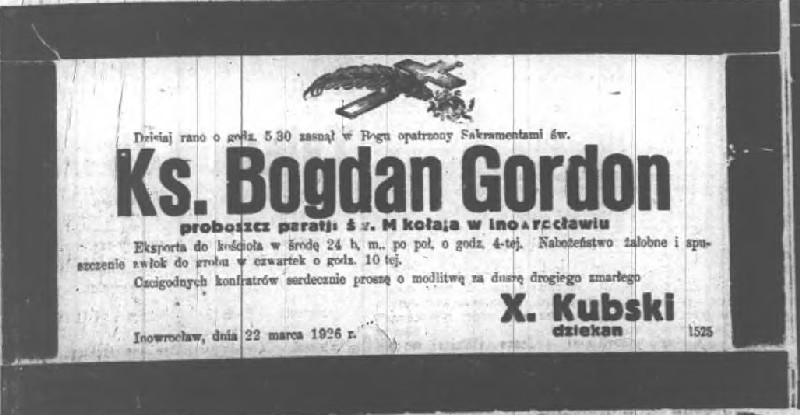 Dzisiaj rano o godz. 5.30 zasnął w Bogu opatrzony Sakramentami św.
Ks. Bogdan Gordon
proboszcz parafji św. Mikołaja w Inowrocławiu
Eksporta do kościoła w środę 24 b. m., po poł. o godz. 4-tej. Nabożeństwo żałobne i spu-
szczenie zwłok do grobu w czwartek o godz. 10 tej.
Czcigodnych konfratrów serdecznie proszę o modlitwę za duszę drogiego zmarłego
X. Kubski
dziekan
Inowrocław, dnia 22 marca 1926 r.
1525